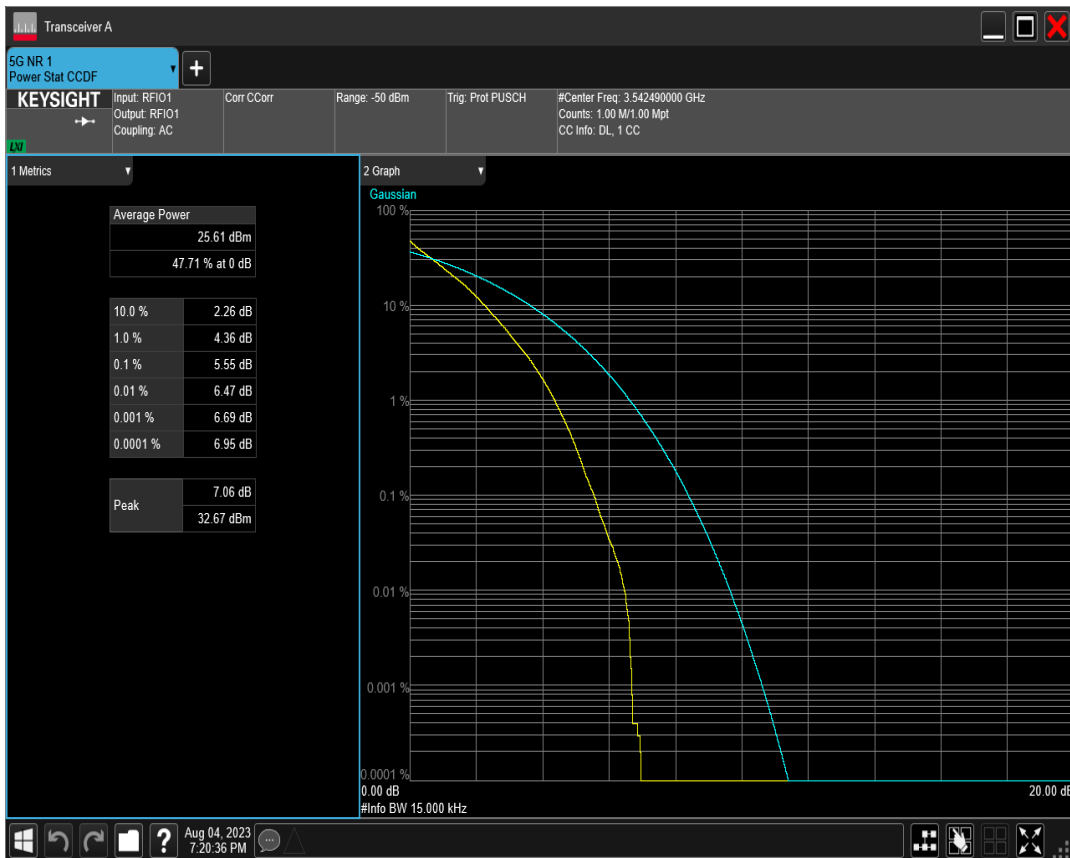 Transceiver A
5G NR 1
Power Stat CCDF
+
KEYSIGHT
LXI
Input: RFIO1
Output: RFIO1
Coupling: AC
Corr CCorr
Range: -50 dBm
Trig: Prot PUSCH
#Center Freq: 3.542490000 GHz
Counts: 1.00 M/1.00 Mpt
CC Info: DL, 1 CC
1 Metrics
Average Power
25.61 dBm
47.71 % at 0 dB
10.0 % 2.26 dB
1.0 % 4.36 dB
0.1 % 5.55 dB
0.01 % 6.47 dB
0.001 % 6.69 dB
0.0001 % 6.95 dB
Peak
7.06 dB
32.67 dBm
2 Graph
Gaussian
100 %
10 %
1 %
0.1 %
0.01 %
0.001 %
0.0001 %
0.00 dB
20.00 dB
#Info BW 15.000 kHz
?
Aug 04, 2023
7:20:36 PM